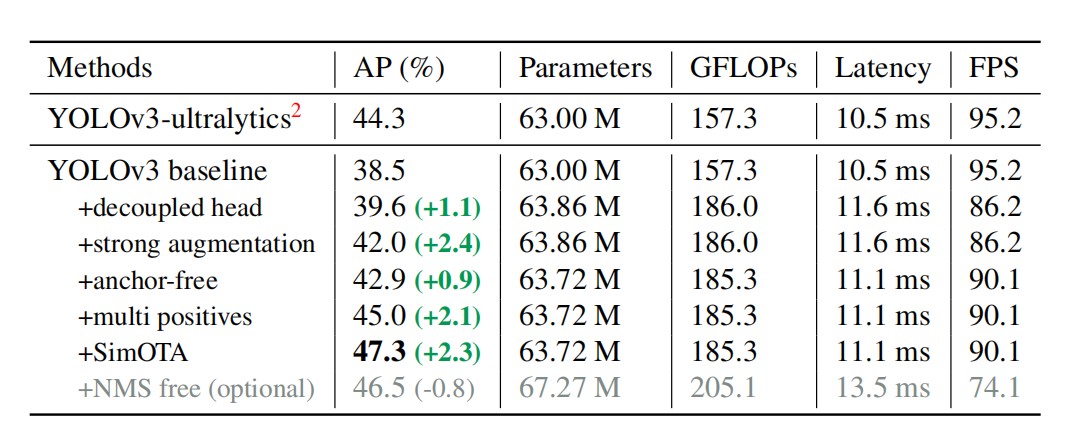 Methods AP (%) Parameters GFLOPs Latency FPS
YOLOv3-ultralytics2 44.3 63.00 M 157.3 10.5 ms 95.2
YOLOv3 baseline 38.5 63.00 M 157.3 10.5 ms 95.2
+decoupled head 39.6 (+1.1) 63.86 M 186.0 11.6 ms 86.2
+strong augmentation 42.0 (+2.4) 63.86 M 186.0 11.6 ms 86.2
+anchor-free 42.9 (+0.9) 63.72 M 185.3 11.1 ms 90.1
+multi positives 45.0 (+2.1) 63.72 M 185.3 11.1 ms 90.1
+SimOTA 47.3 (+2.3) 63.72 M 185.3 11.1 ms 90.1
+NMS free (optional) 46.5 (-0.8) 67.27 M 205.1 13.5 ms 74.1